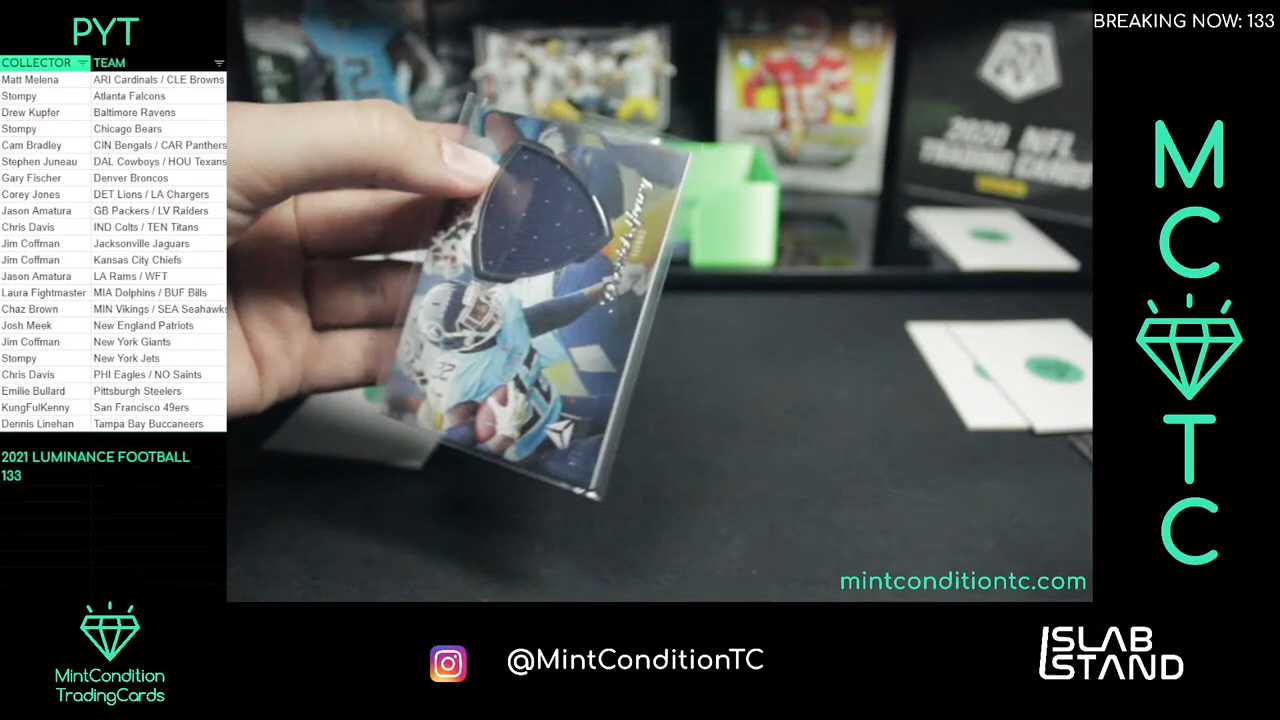 PYT
BREAKING NOW: 133
COLLECTOR TEAM
Matt Melena ARI Cardinals / CLE Browns
Stompy Atlanta Falcons
Drew Kupfer Baltimore Ravens
Stompy Chicago Bears
Cam Bradley CIN Bengals / CAR Panthers
Stephen Juneau DAL Cowboys / HOU Texans
Gary Fischer Denver Broncos
Corey Jones DET Lions / LA Chargers
Jason Amatura GB Packers / LV Raiders
Chris Davis IND Colts / TEN Titans
Jim Coffman Jacksonville Jaguars
Jim Coffman Kansas City Chiefs
Jason Amatura LA Rams / WFT
Laura Fightmaster MIA Dolphins / BUF Bills
Chaz Brown MIN Vikings / SEA Seahawks
Josh Meek New England Patriots
Jim Coffman New York Giants
Stompy New York Jets
Chris Davis PHI Eagles / NO Saints
Emilie Bullard Pittsburgh Steelers
KungFulKenny San Francisco 49ers
Dennis Linehan Tampa Bay Buccaneers
2021 LUMINANCE FOOTBALL
133
15
2020 NFL
TRADING CARDS
M
C
T
C
mintconditiontc.com
MintCondition
TradingCards
@MintConditionTC
SLAB
STAND